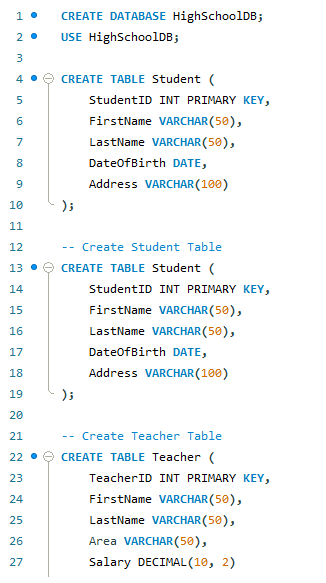 1 CREATE DATABASE HighSchoolDB;
2 USE HighSchoolDB;
3
4 CREATE TABLE Student (
5 StudentID INT PRIMARY KEY,
6 FirstName VARCHAR(50),
7 LastName VARCHAR(50),
8 DateOfBirth DATE,
9 Address VARCHAR(100)
10 );
11
12 -- Create Student Table
13 CREATE TABLE Student (
14 StudentID INT PRIMARY KEY,
15 FirstName VARCHAR(50),
16 LastName VARCHAR(50),
17 DateOfBirth DATE,
18 Address VARCHAR(100)
19 );
20
21 -- Create Teacher Table
22 CREATE TABLE Teacher (
23 TeacherID INT PRIMARY KEY,
24 FirstName VARCHAR(50),
25 LastName VARCHAR(50),
26 Area VARCHAR(50),
27 Salary DECIMAL(10, 2)